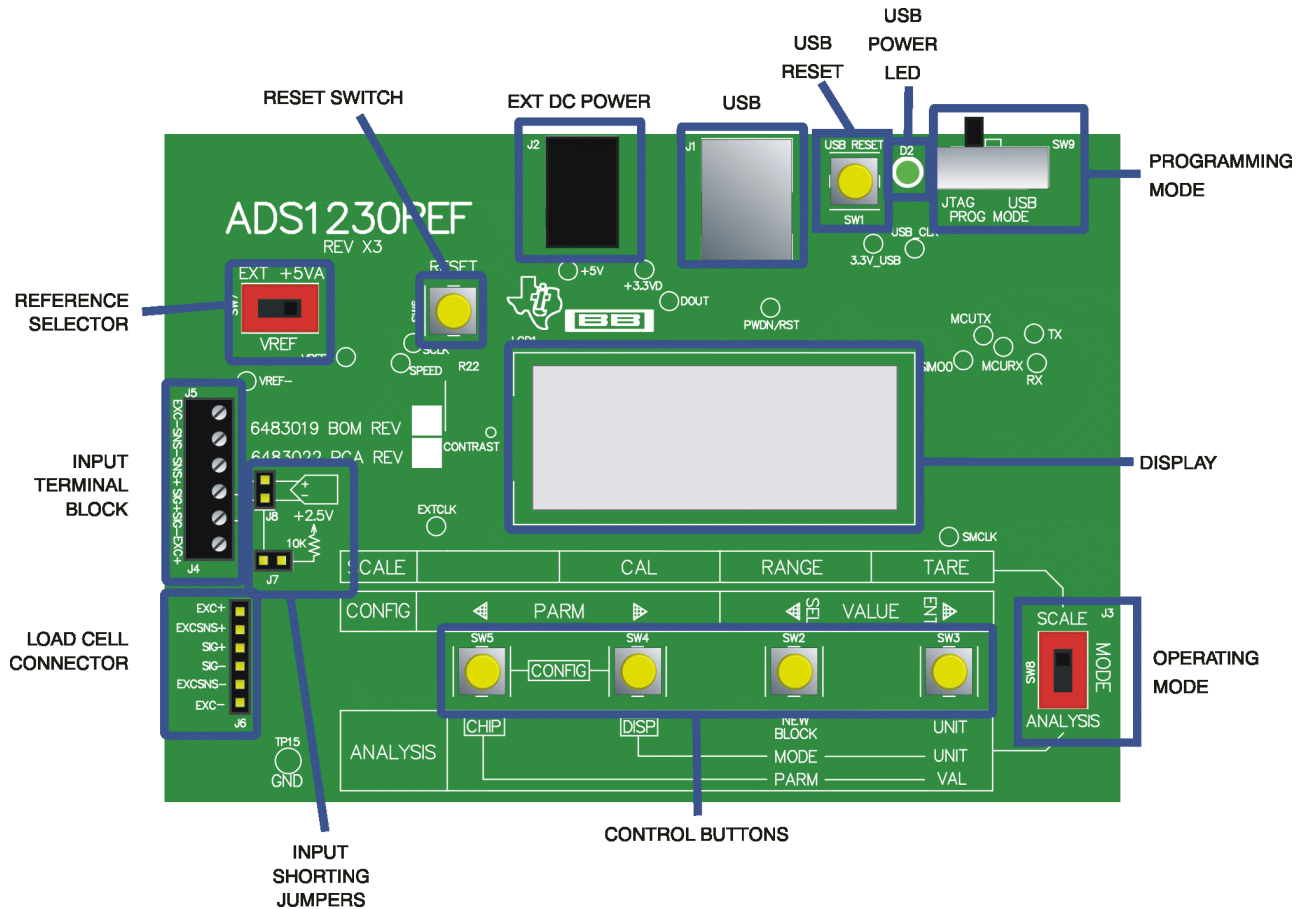 USB
POWER
LED
USB
RESET
RESET SWITCH
EXT DC POWER
USB
PROGRAMMING
MODE
REFERENCE
SELECTOR
INPUT
TERMINAL
BLOCK
LOAD CELL
CONNECTOR
INPUT
SHORTING
JUMPERS
CONTROL BUTTONS
DISPLAY
OPERATING
MODE
J2
J1
USB RESET
SW1
D2
SW9
JTAG USB
PROG MODE
USB_CLK
3.3V_USB
ADS1230REF
REV X3
EXT +5VA
SW7
VREF
RESET
+5V
+3.3VD
DOUT
BB
PWDN/RST
MCUTX
TX
MCURX
RX
LCD1
SCLK
SPEED
R22
VREF-
J5
EXC-
SNS-
SNS+
SIG+
SIG-
EXC+
J4
6483019 BOM REV
6483022 PCA REV
CONTRAST
+
-
J8
+2.5V
10K
J7
EXTCLK
SMCLK
SCALE CAL RANGE TARE
CONFIG PARM SEL VALUE ENT
SW5 SW4 SW2 SW3
CONFIG
EXC+
EXCSNS+
SIG+
SIG-
EXCSNS-
EXC-
J6
J3
SCALE
SW8
MODE
ANALYSIS
TP15
GND
ANALYSIS
CHIP DISP NEW BLOCK UNIT
MODE UNIT
PARM VAL